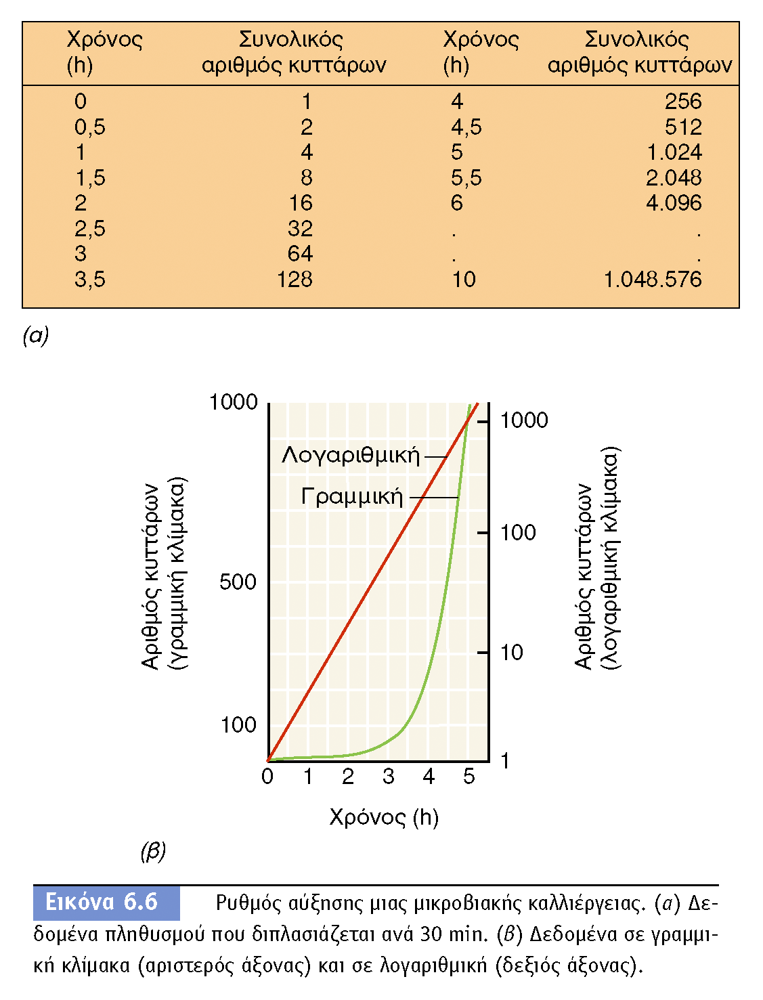 Χρόνος Συνολικός Χρόνος Συνολικός
(h) αριθμός κυττάρων (h) αριθμός κυττάρων
0 1 4 256
0,5 2 4,5 512
1 4 5 1.024
1,5 8 5,5 2.048
2 16 6 4.096
2,5 32 . .
3 64 . .
3,5 128 10 1.048.576
(α)
1000
500
100
Αριθμός κυττάρων
(γραμμική κλίμακα)
Λογαριθμική
Γραμμική
1000
100
10
1
Αριθμός κυττάρων
(λογαριθμική κλίμακα)
0 1 2 3 4 5
Χρόνος (h)
(β)
Εικόνα 6.6 Ρυθμός αύξησης μιας μικροβιακής καλλιέργειας. (α) Δε-
δομένα πληθυσμού που διπλασιάζεται ανά 30 min. (β) Δεδομένα σε γραμμι-
κή κλίμακα (αριστερός άξονας) και σε λογαριθμική (δεξιός άξονας).